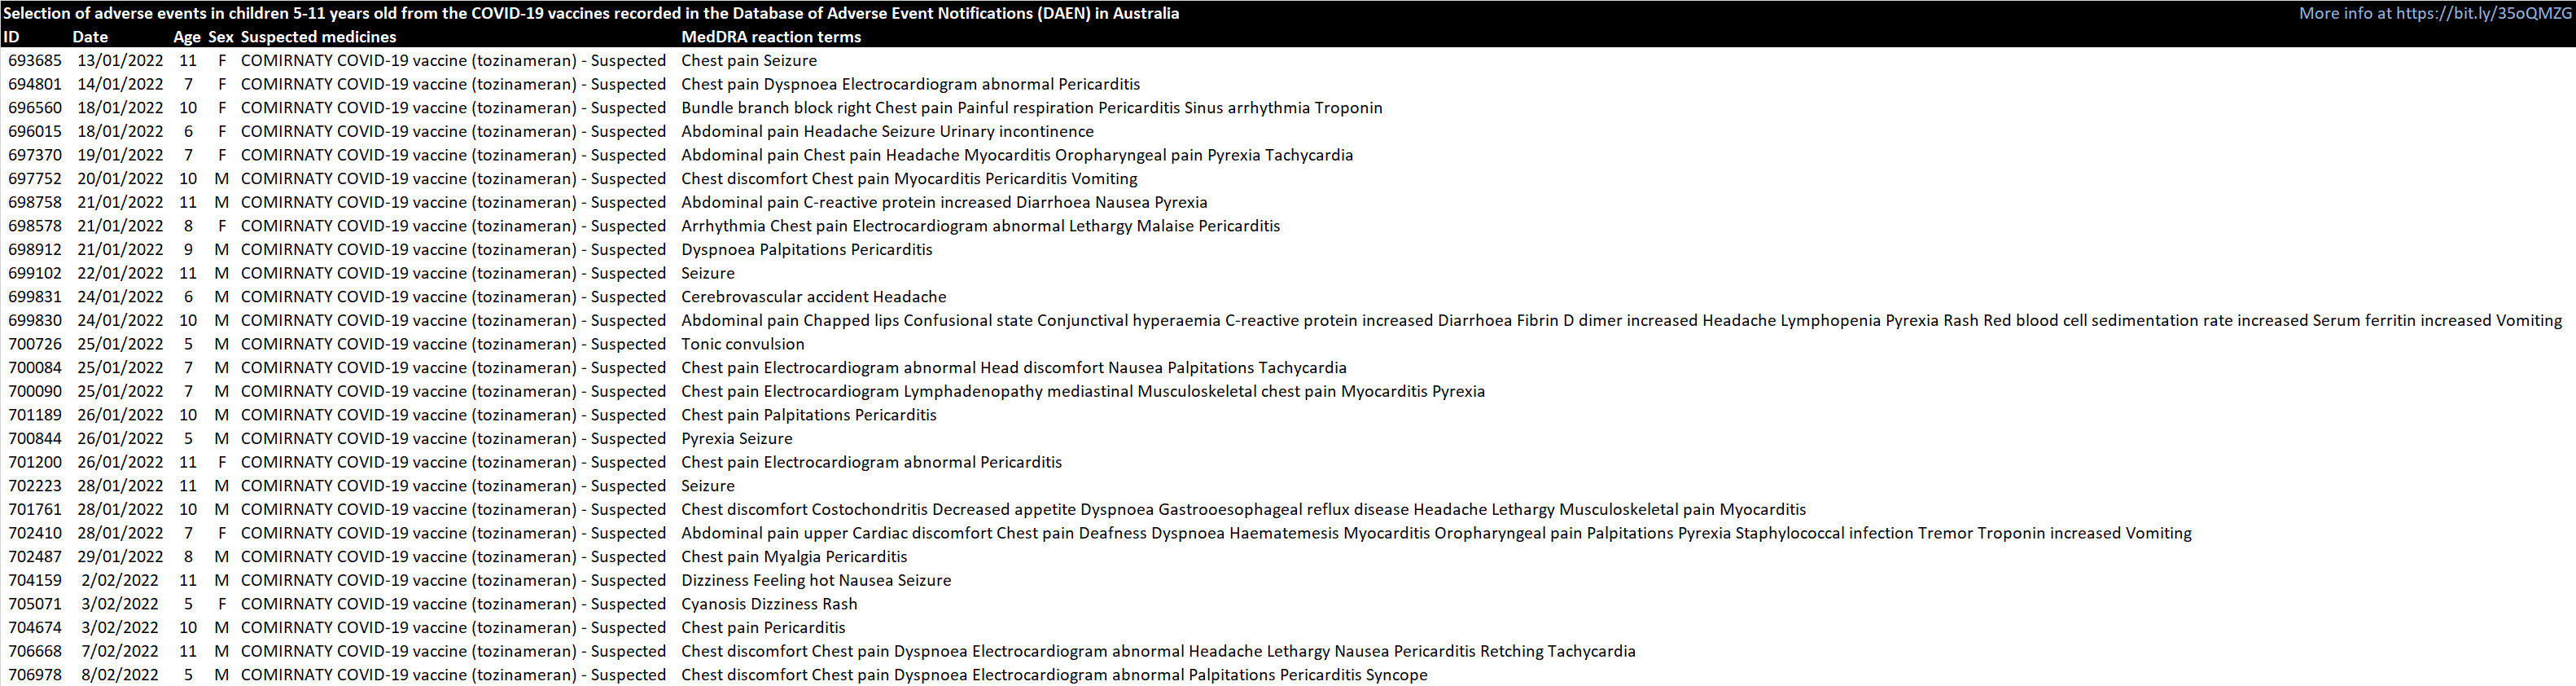 Selection of adverse events in children 5-11 years old from the COVID-19 vaccines recorded in the Database of Adverse Event Notifications (DAEN) in Australia More info at https://bit.ly/35oQMZG
ID Date Age Sex Suspected medicines MedDRA reaction terms
693685 13/01/2022 11 F COMIRNATY COVID-19 vaccine (tozinameran) - Suspected Chest pain Seizure
694801 14/01/2022 7 F COMIRNATY COVID-19 vaccine (tozinameran) - Suspected Chest pain Dyspnoea Electrocardiogram abnormal Pericarditis
696560 18/01/2022 10 F COMIRNATY COVID-19 vaccine (tozinameran) - Suspected Bundle branch block right Chest pain Painful respiration Pericarditis Sinus arrhythmia Troponin
696015 18/01/2022 6 F COMIRNATY COVID-19 vaccine (tozinameran) - Suspected Abdominal pain Headache Seizure Urinary incontinence
697370 19/01/2022 7 F COMIRNATY COVID-19 vaccine (tozinameran) - Suspected Abdominal pain Chest pain Headache Myocarditis Oropharyngeal pain Pyrexia Tachycardia
697752 20/01/2022 10 M COMIRNATY COVID-19 vaccine (tozinameran) - Suspected Chest discomfort Chest pain Myocarditis Pericarditis Vomiting
698758 21/01/2022 11 M COMIRNATY COVID-19 vaccine (tozinameran) - Suspected Abdominal pain C-reactive protein increased Diarrhoea Nausea Pyrexia
698578 21/01/2022 8 F COMIRNATY COVID-19 vaccine (tozinameran) - Suspected Arrhythmia Chest pain Electrocardiogram abnormal Lethargy Malaise Pericarditis
698912 21/01/2022 9 M COMIRNATY COVID-19 vaccine (tozinameran) - Suspected Dyspnoea Palpitations Pericarditis
699102 22/01/2022 11 M COMIRNATY COVID-19 vaccine (tozinameran) - Suspected Seizure
699831 24/01/2022 6 M COMIRNATY COVID-19 vaccine (tozinameran) - Suspected Cerebrovascular accident Headache
699830 24/01/2022 10 M COMIRNATY COVID-19 vaccine (tozinameran) - Suspected Abdominal pain Chapped lips Confusional state Conjunctival hyperaemia C-reactive protein increased Diarrhoea Fibrin D dimer increased Headache Lymphopenia Pyrexia Rash Red blood cell sedimentation rate increased Serum ferritin increased Vomiting
700726 25/01/2022 5 M COMIRNATY COVID-19 vaccine (tozinameran) - Suspected Tonic convulsion
700084 25/01/2022 7 M COMIRNATY COVID-19 vaccine (tozinameran) - Suspected Chest pain Electrocardiogram abnormal Head discomfort Nausea Palpitations Tachycardia
700090 25/01/2022 7 M COMIRNATY COVID-19 vaccine (tozinameran) - Suspected Chest pain Electrocardiogram Lymphadenopathy mediastinal Musculoskeletal chest pain Myocarditis Pyrexia
701189 26/01/2022 10 M COMIRNATY COVID-19 vaccine (tozinameran) - Suspected Chest pain Palpitations Pericarditis
700844 26/01/2022 5 M COMIRNATY COVID-19 vaccine (tozinameran) - Suspected Pyrexia Seizure
701200 26/01/2022 11 F COMIRNATY COVID-19 vaccine (tozinameran) - Suspected Chest pain Electrocardiogram abnormal Pericarditis
702223 28/01/2022 11 M COMIRNATY COVID-19 vaccine (tozinameran) - Suspected Seizure
701761 28/01/2022 10 M COMIRNATY COVID-19 vaccine (tozinameran) - Suspected Chest discomfort Costochondritis Decreased appetite Dyspnoea Gastrooesophageal reflux disease Headache Lethargy Musculoskeletal pain Myocarditis
702410 28/01/2022 7 F COMIRNATY COVID-19 vaccine (tozinameran) - Suspected Abdominal pain upper Cardiac discomfort Chest pain Deafness Dyspnoea Haematemesis Myocarditis Oropharyngeal pain Palpitations Pyrexia Staphylococcal infection Tremor Troponin increased Vomiting
702487 29/01/2022 8 M COMIRNATY COVID-19 vaccine (tozinameran) - Suspected Chest pain Myalgia Pericarditis
704159 2/02/2022 11 M COMIRNATY COVID-19 vaccine (tozinameran) - Suspected Dizziness Feeling hot Nausea Seizure
705071 3/02/2022 5 F COMIRNATY COVID-19 vaccine (tozinameran) - Suspected Cyanosis Dizziness Rash
704674 3/02/2022 10 M COMIRNATY COVID-19 vaccine (tozinameran) - Suspected Chest pain Pericarditis
706668 7/02/2022 11 M COMIRNATY COVID-19 vaccine (tozinameran) - Suspected Chest discomfort Chest pain Dyspnoea Electrocardiogram abnormal Headache Lethargy Nausea Pericarditis Retching Tachycardia
706978 8/02/2022 5 M COMIRNATY COVID-19 vaccine (tozinameran) - Suspected Chest discomfort Chest pain Dyspnoea Electrocardiogram abnormal Palpitations Pericarditis Syncope